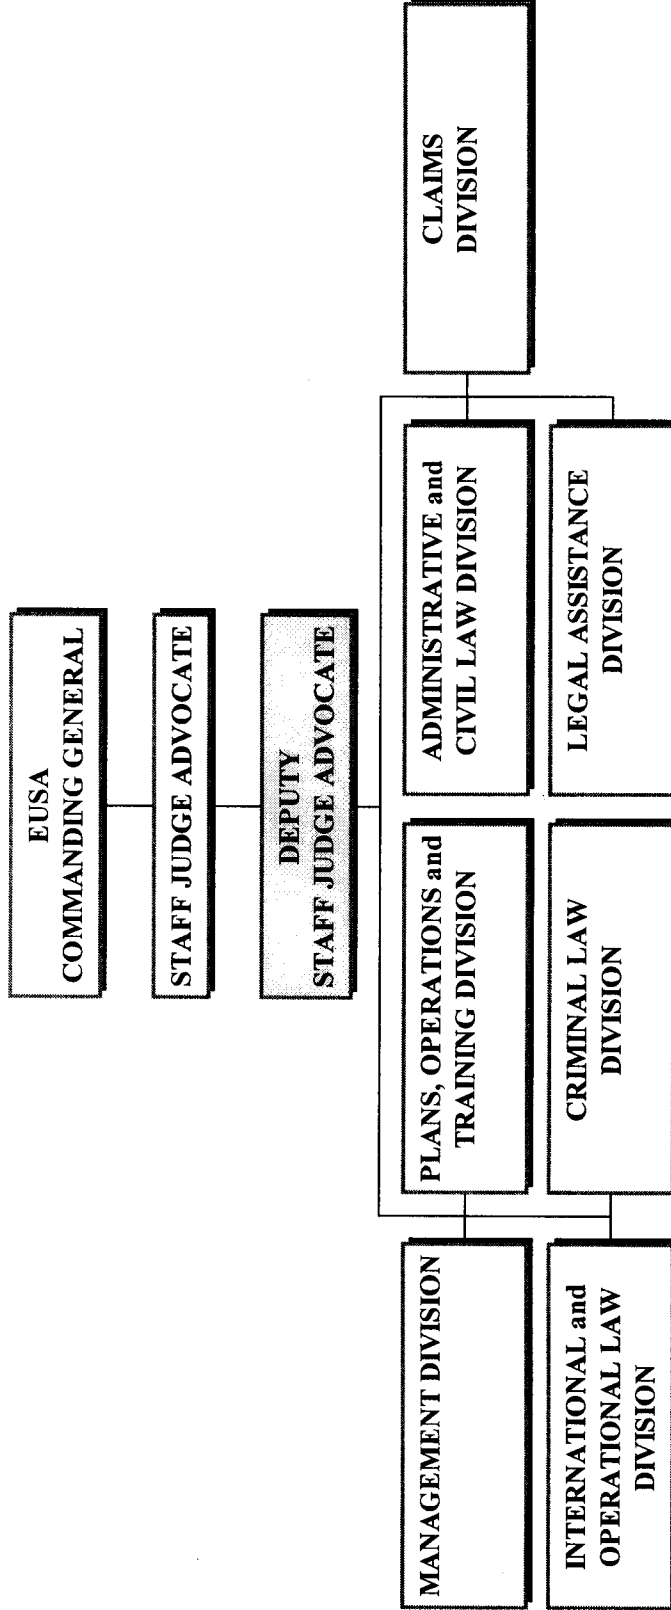 EUSA
COMMANDING GENERAL
STAFF JUDGE ADVOCATE
DEPUTY
STAFF JUDGE ADVOCATE
MANAGEMENT DIVISION
PLANS, OPERATIONS and
TRAINING DIVISION
ADMINISTRATIVE and
CIVIL LAW DIVISION
CLAIMS
DIVISION
INTERNATIONAL and
OPERATIONAL LAW
DIVISION
CRIMINAL LAW
DIVISION
LEGAL ASSISTANCE
DIVISION